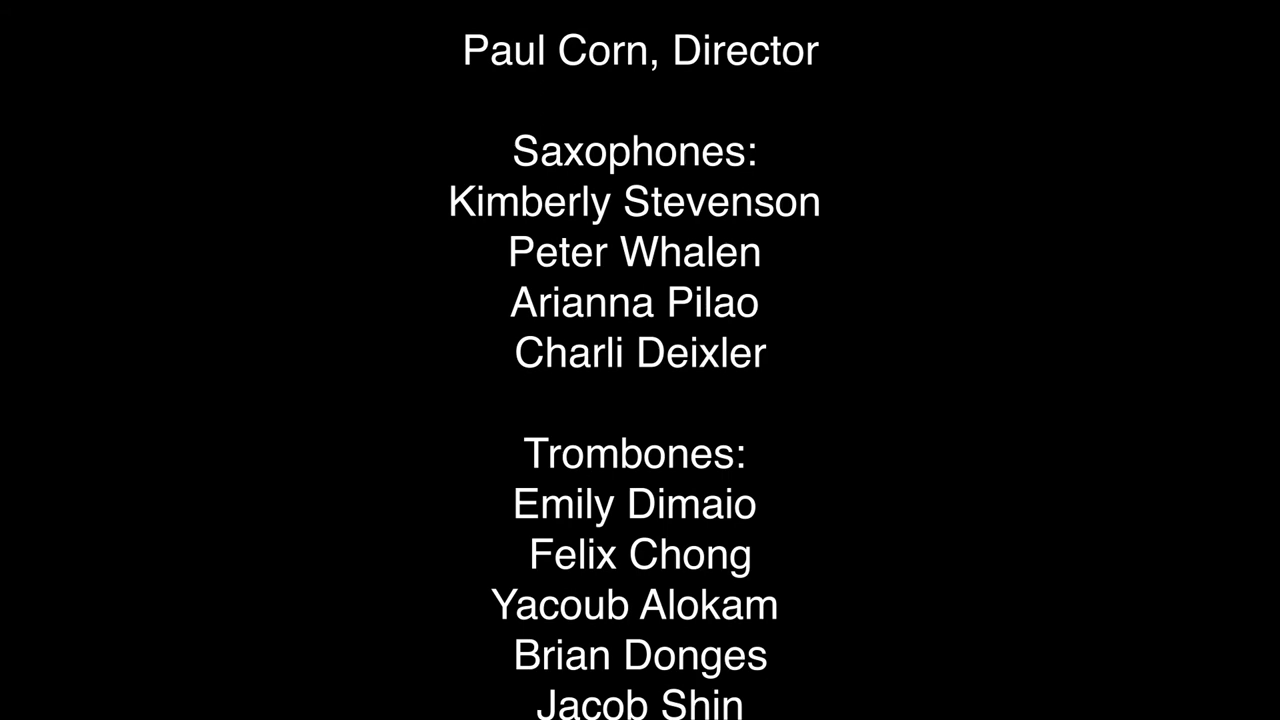 Paul Corn, Director
Saxophones:
Kimberly Stevenson
Peter Whalen
Arianna Pilao
Charli Deixler
Trombones:
Emily Dimaio
Felix Chong
Yacoub Alokam
Brian Donges
Jacob Shin